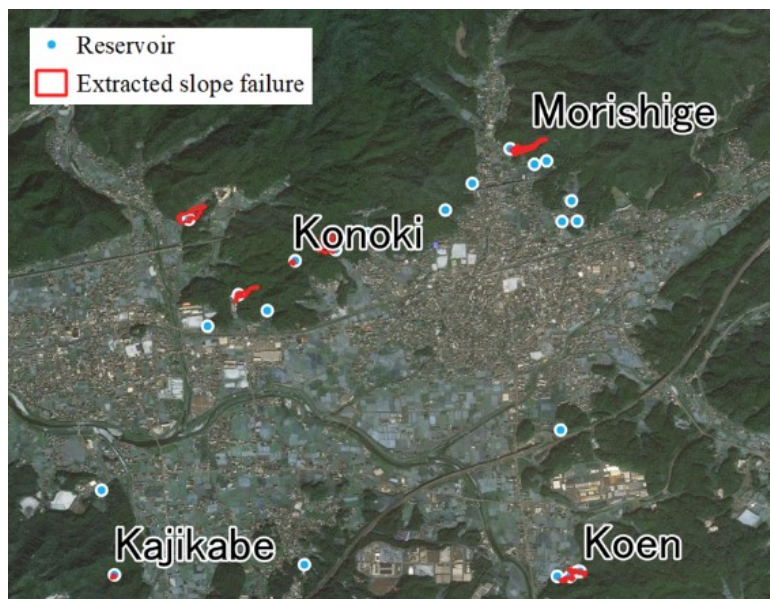 Reservoir
Extracted slope failure
Morishige
Konoki
Kajikabe
Koen